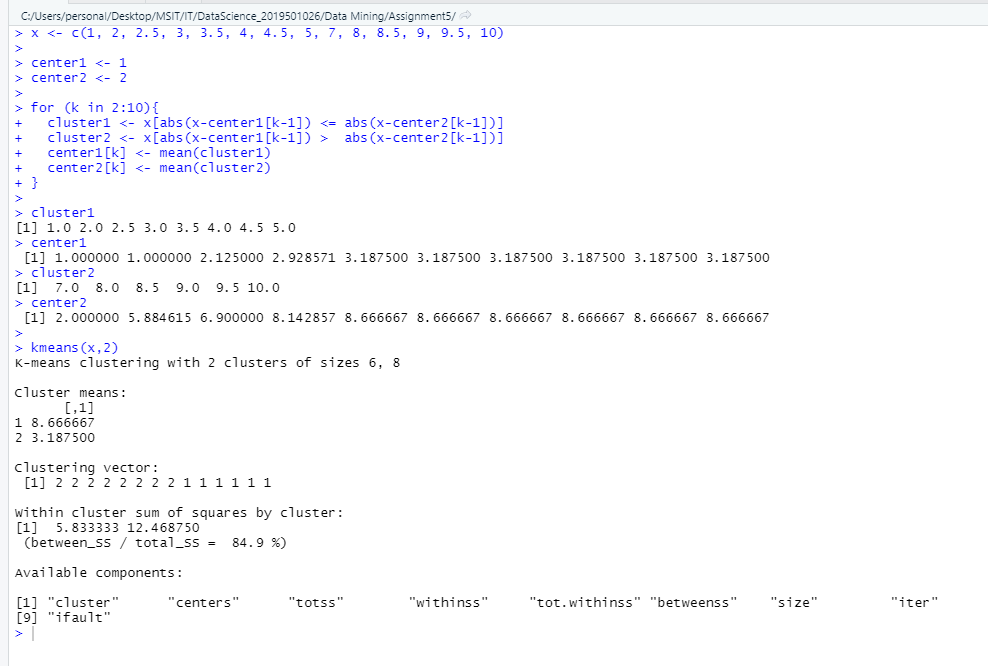 C:/Users/personal/Desktop/MSIT/IT/DataScience_2019501026/Data Mining/Assignment5/
> x <- c(1, 2, 2.5, 3, 3.5, 4, 4.5, 5, 7, 8, 8.5, 9, 9.5, 10)
>
> center1 <- 1
> center2 <- 2
>
> for (k in 2:10){
+   cluster1 <- x[abs(x-center1[k-1]) <= abs(x-center2[k-1])]
+   cluster2 <- x[abs(x-center1[k-1]) >  abs(x-center2[k-1])]
+   center1[k] <- mean(cluster1)
+   center2[k] <- mean(cluster2)
+ }
>
> cluster1
[1] 1.0 2.0 2.5 3.0 3.5 4.0 4.5 5.0
> center1
 [1] 1.000000 1.000000 2.125000 2.928571 3.187500 3.187500 3.187500 3.187500 3.187500 3.187500
> cluster2
[1]  7.0  8.0  8.5  9.0  9.5 10.0
> center2
 [1] 2.000000 5.884615 6.900000 8.142857 8.666667 8.666667 8.666667 8.666667 8.666667 8.666667
>
> kmeans(x,2)
K-means clustering with 2 clusters of sizes 6, 8

Cluster means:
      [,1]
1 8.666667
2 3.187500

Clustering vector:
 [1] 2 2 2 2 2 2 2 2 1 1 1 1 1 1

Within cluster sum of squares by cluster:
[1]  5.833333 12.468750
 (between_SS / total_SS =  84.9 %)

Available components:

[1] "cluster"      "centers"      "totss"        "withinss"     "tot.withinss" "betweenss"    "size"         "iter"
[9] "ifault"
>